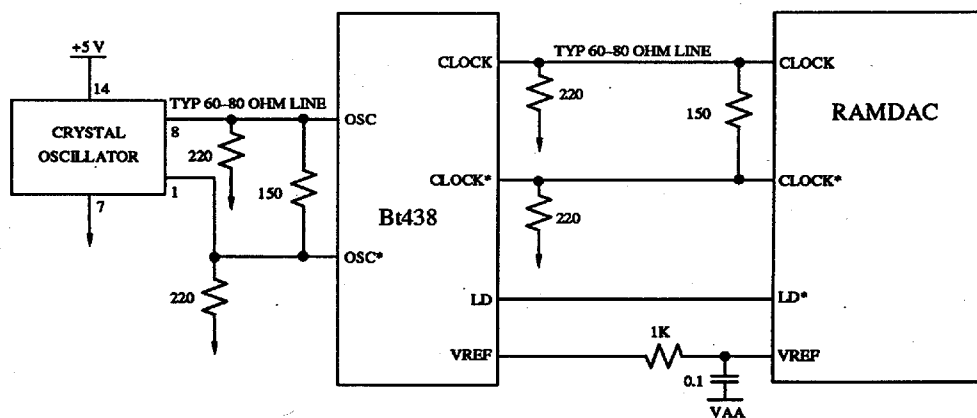 +5 V
14
CRYSTAL
OSCILLATOR
8
1
7
TYP 60–80 OHM LINE
220
150
220
OSC
OSC*
Bt438
CLOCK
CLOCK*
LD
VREF
TYP 60–80 OHM LINE
220
150
220
1K
0.1
VAA
CLOCK
RAMDAC
CLOCK*
LD*
VREF